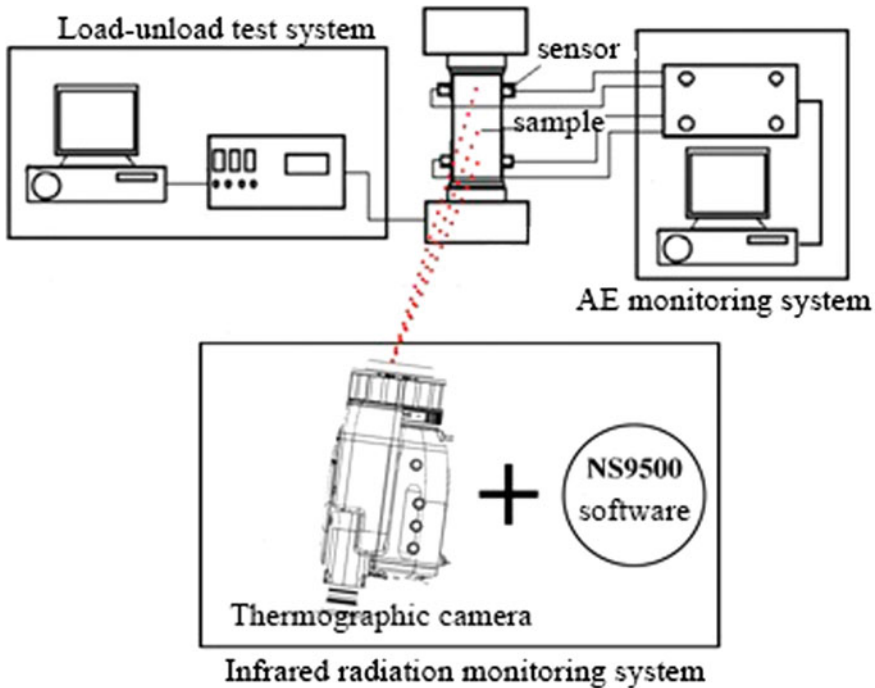 Load-unload test system
sensor
sample
AE monitoring system
NS9500
software
Thermographic camera
Infrared radiation monitoring system